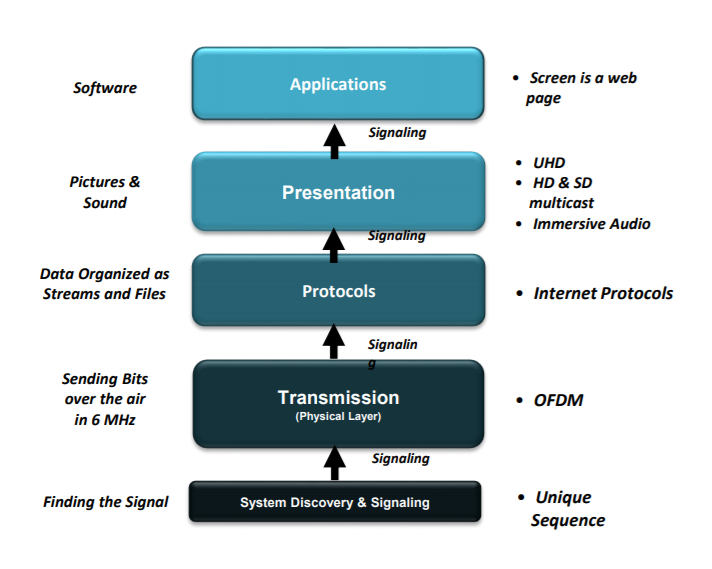 Software
Applications
• Screen is a web
page
Signaling
Pictures &
Sound
Presentation
• UHD
• HD & SD
multicast
• Immersive Audio
Signaling
Data Organized as
Streams and Files
Protocols
• Internet Protocols
Signalin
g
Sending Bits
over the air
in 6 MHz
Transmission
(Physical Layer)
• OFDM
Signaling
Finding the Signal
System Discovery & Signaling
• Unique
Sequence